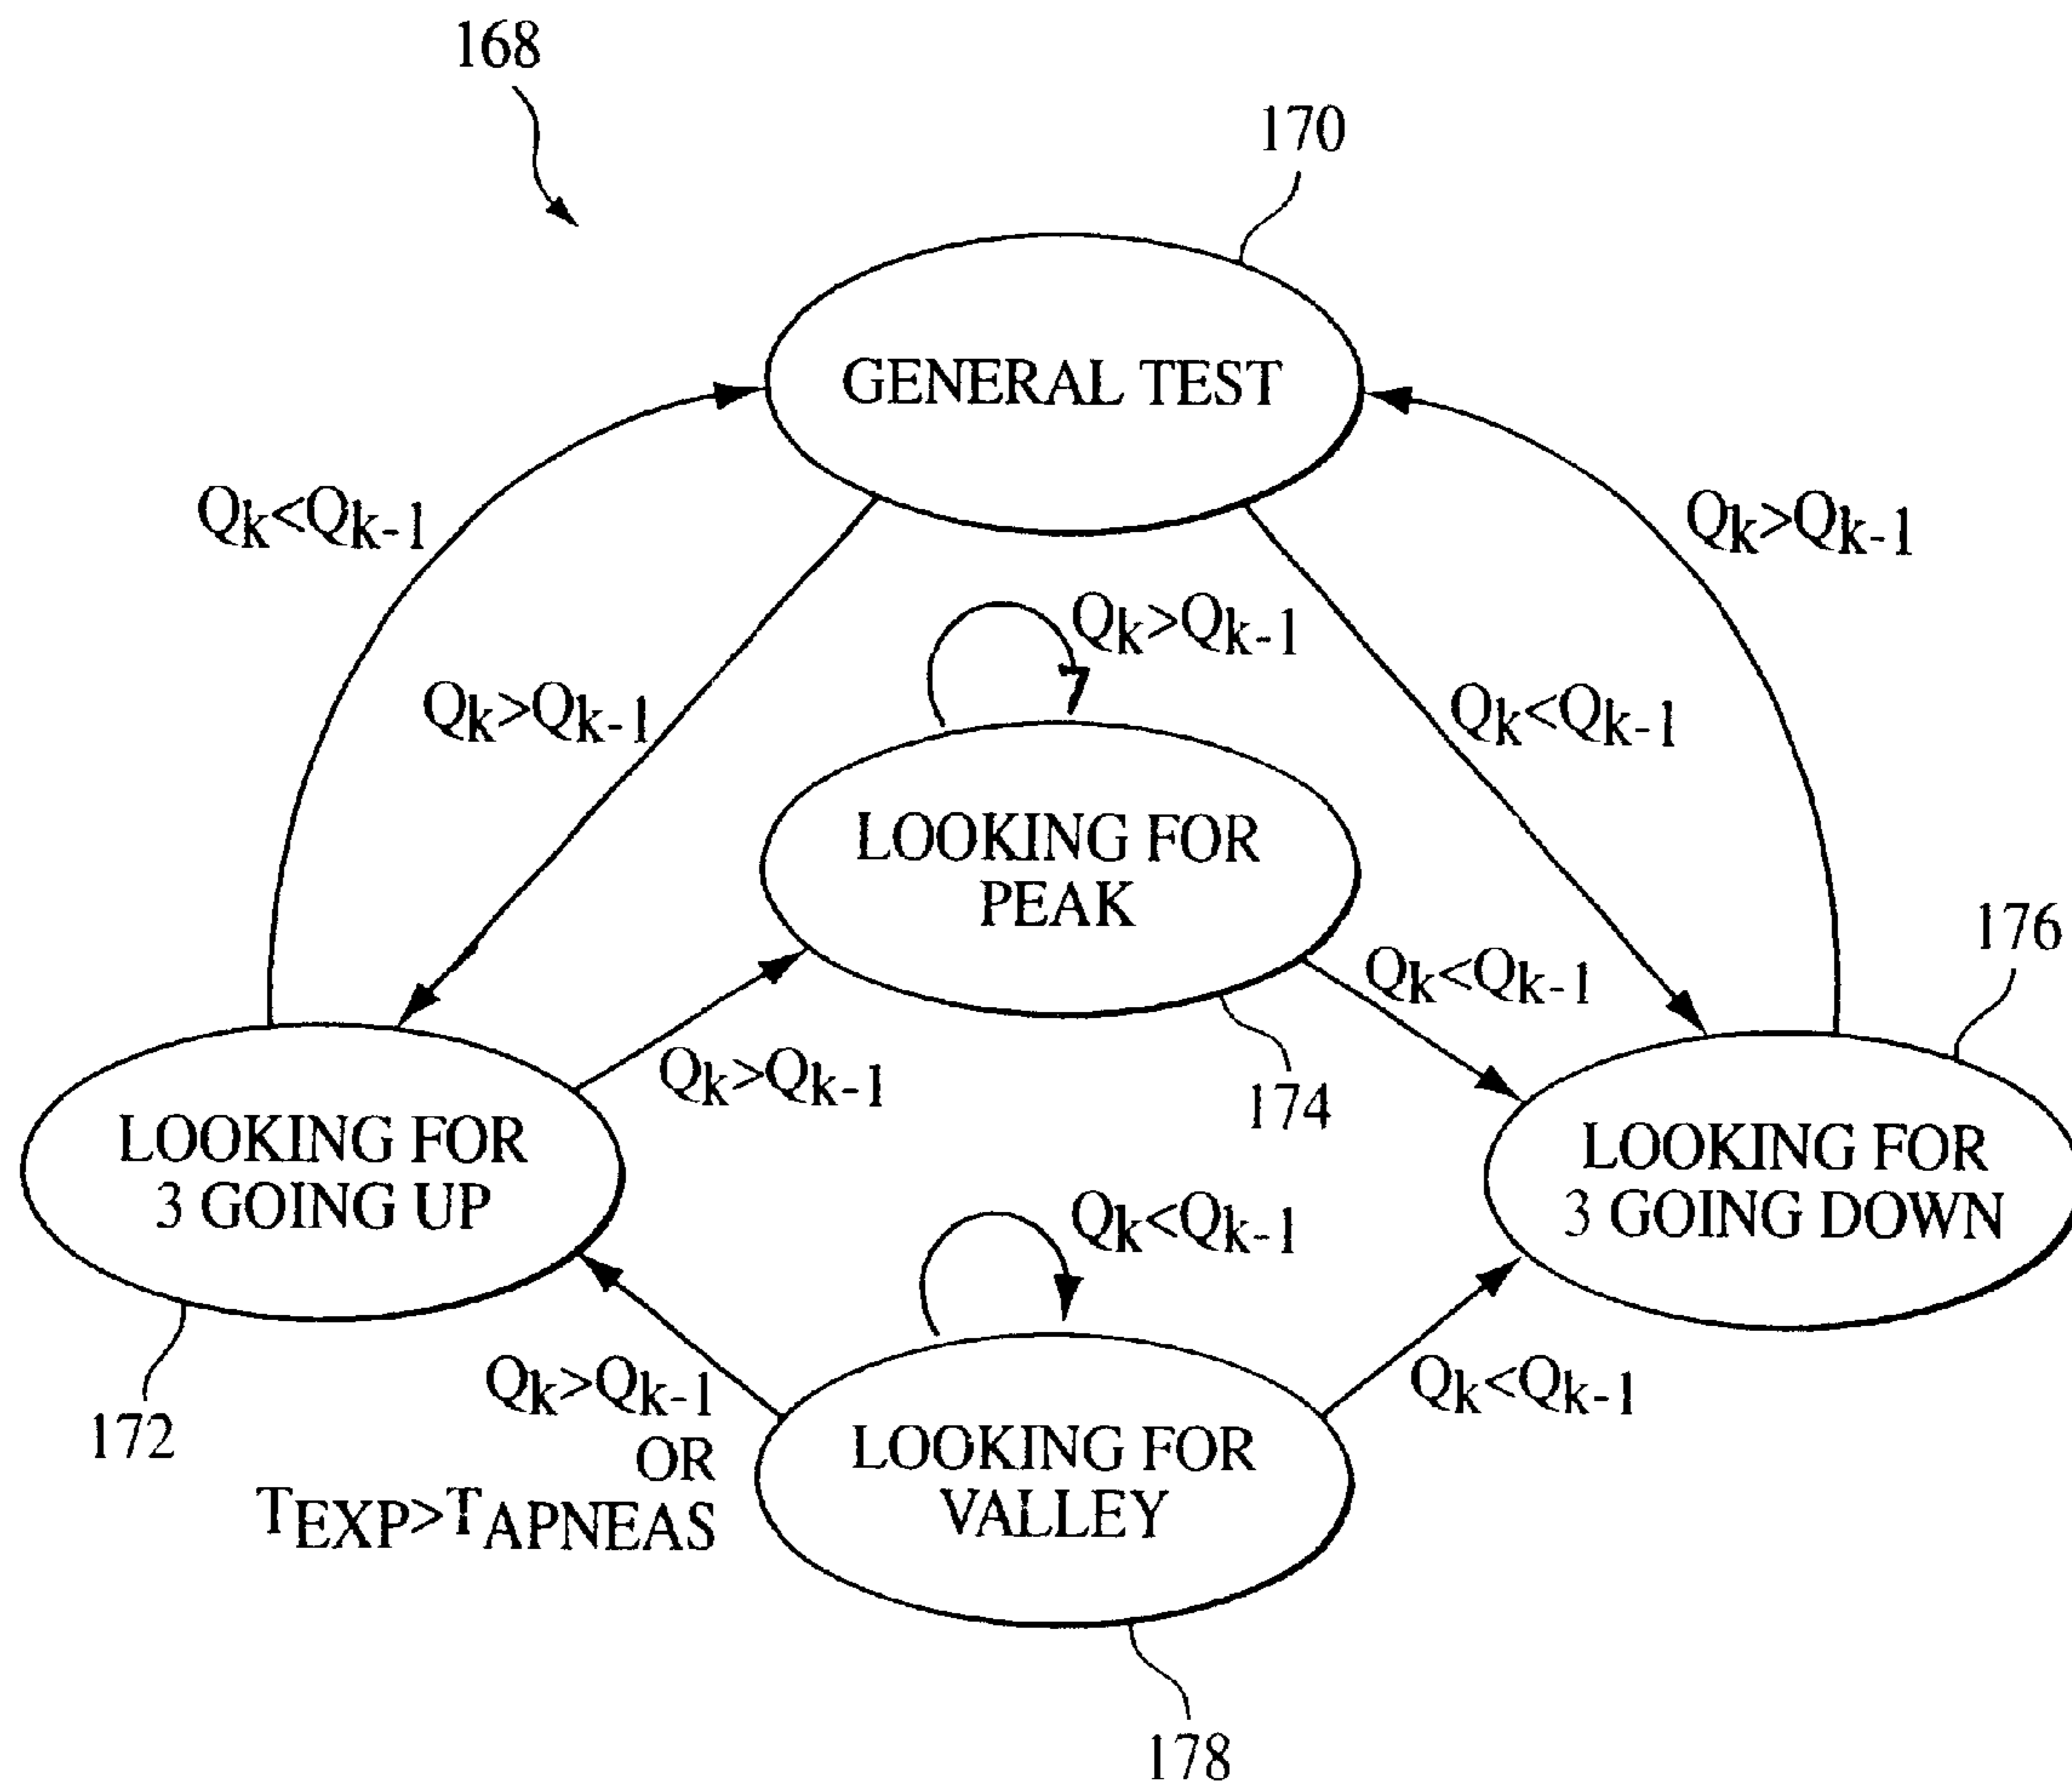 168
170
GENERAL TEST
Qk<Qk-1
Qk>Qk-1
Qk>Qk-1
Qk>Qk-1
Qk<Qk-1
LOOKING FOR
PEAK
176
Qk<Qk-1
Qk>Qk-1
174
LOOKING FOR
3 GOING UP
LOOKING FOR
3 GOING DOWN
Qk<Qk-1
172
Qk>Qk-1
OR
TEXP>TAPNEAS
Qk<Qk-1
LOOKING FOR
VALLEY
178